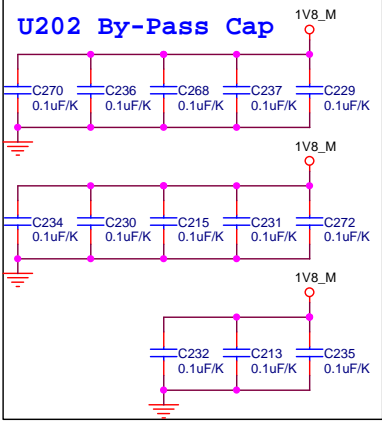 U202 By-Pass Cap
1V8_M
C270 C236 C268 C237 C229
0.1uF/K 0.1uF/K 0.1uF/K 0.1uF/K 0.1uF/K
1V8_M
C234 C230 C215 C231 C272
0.1uF/K 0.1uF/K 0.1uF/K 0.1uF/K 0.1uF/K
1V8_M
C232 C213 C235
0.1uF/K 0.1uF/K 0.1uF/K